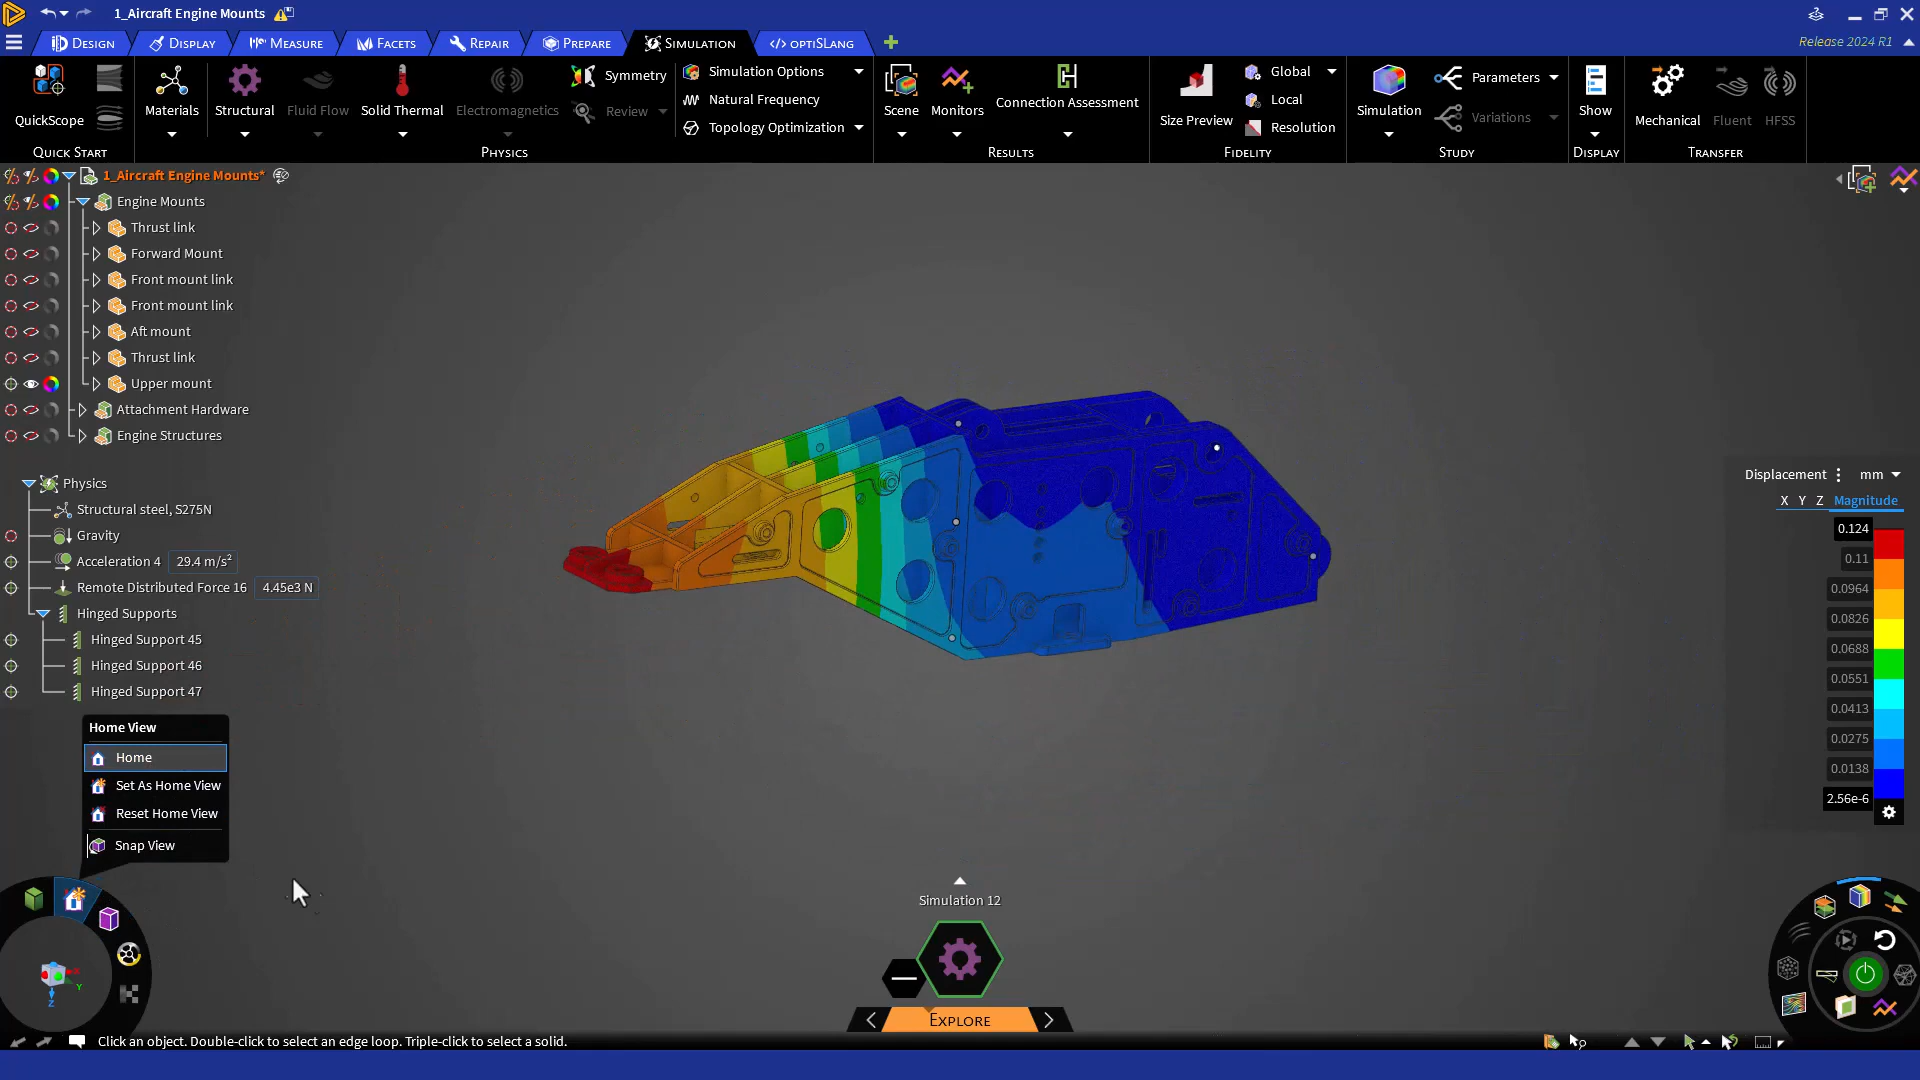 1_Aircraft Engine Mounts
Release 2024 R1
Design
Display
Measure
Facets
Repair
Prepare
Simulation
optiSLang
QuickScope
Quick Start
Materials
Structural
Fluid Flow
Solid Thermal
Electromagnetics
Symmetry
Review
Physics
Simulation Options
Natural Frequency
Topology Optimization
Scene
Monitors
Connection Assessment
Results
Size Preview
Global
Local
Resolution
Fidelity
Simulation
Parameters
Variations
Study
Show
Display
Mechanical
Fluent
HFSS
Transfer
1_Aircraft Engine Mounts*
Engine Mounts
Thrust link
Forward Mount
Front mount link
Front mount link
Aft mount
Thrust link
Upper mount
Attachment Hardware
Engine Structures
Physics
Structural steel, S275N
Gravity
Acceleration 4 29.4 m/s²
Remote Distributed Force 16 4.45e3 N
Hinged Supports
Hinged Support 45
Hinged Support 46
Hinged Support 47
Home View
Home
Set As Home View
Reset Home View
Snap View
X
Y
Z
Displacement mm
X Y Z Magnitude
0.124
0.11
0.0964
0.0826
0.0688
0.0551
0.0413
0.0275
0.0138
2.56e-6
Simulation 12
Explore
Click an object. Double-click to select an edge loop. Triple-click to select a solid.